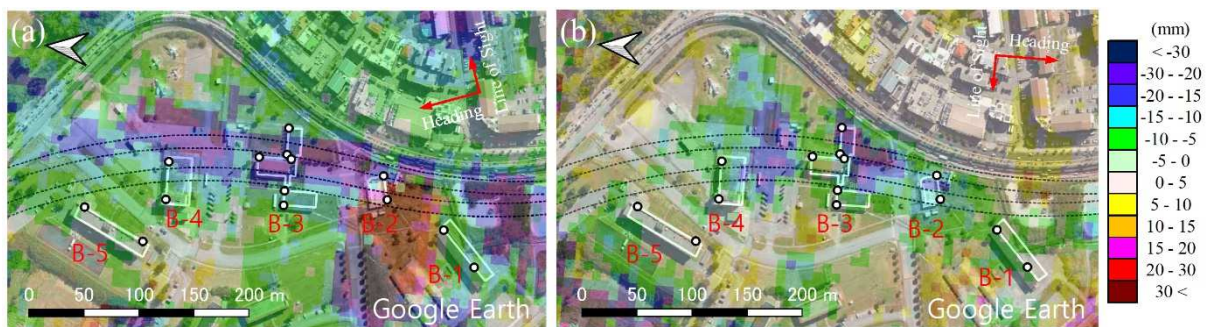 (a)
Line of Sight
Heading
B-4
B-3
B-2
B-5
B-1
0 50 100 150 200 m
Google Earth
(b)
Line of Sight
Heading
B-4
B-3
B-2
B-5
B-1
0 50 100 150 200 m
Google Earth
(mm)
< -30
-30 - -20
-20 - -15
-15 - -10
-10 - -5
-5 - 0
0 - 5
5 - 10
10 - 15
15 - 20
20 - 30
30 <